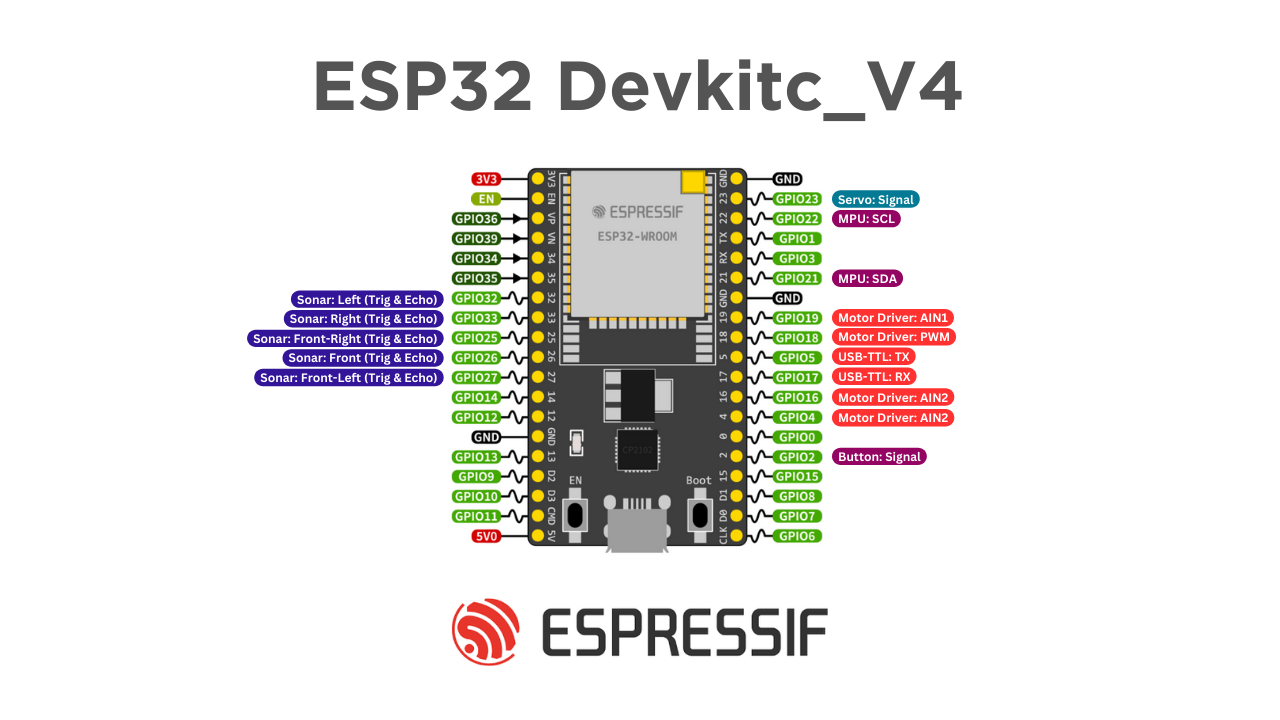 ESP32 Devkitc_V4
3V3 3V3 GND GND
EN EN 23 GPIO23 Servo: Signal
GPIO36 VP 22 GPIO22 MPU: SCL
ESPRESSIF
GPIO39 VN TX GPIO1
ESP32-WROOM
GPIO34 34 RX GPIO3
GPIO35 35 21 GPIO21 MPU: SDA
Sonar: Left (Trig & Echo) GPIO32 32 GND GND
Sonar: Right (Trig & Echo) GPIO33 33 19 GPIO19 Motor Driver: AIN1
Sonar: Front-Right (Trig & Echo) GPIO25 25 18 GPIO18 Motor Driver: PWM
Sonar: Front (Trig & Echo) GPIO26 26 5 GPIO5 USB-TTL: TX
Sonar: Front-Left (Trig & Echo) GPIO27 27 17 GPIO17 USB-TTL: RX
GPIO14 14 16 GPIO16 Motor Driver: AIN2
GPIO12 12 4 GPIO4 Motor Driver: AIN2
GND GND 0 GPIO0
CP2102
GPIO13 13 2 GPIO2 Button: Signal
GPIO9 D2 15 GPIO15
EN Boot
GPIO10 D3 D1 GPIO8
GPIO11 CMD D0 GPIO7
5V0 5V CLK GPIO6
ESPRESSIF